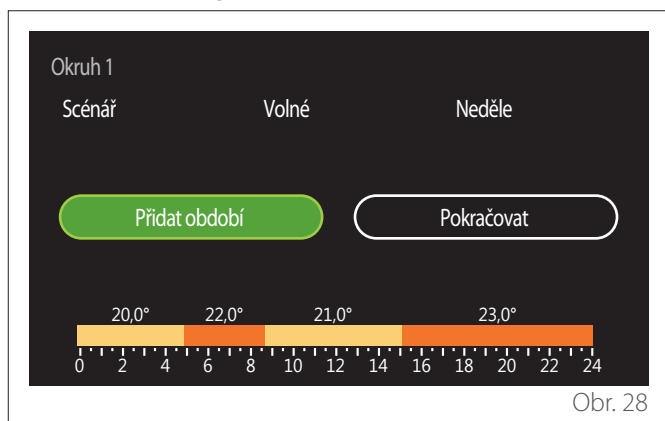 Okruh 1
Scénář Volné Neděle
Přidat období Pokračovat
20,0° 22,0° 21,0° 23,0°
0 2 4 6 8 10 12 14 16 18 20 22 24
Obr. 28